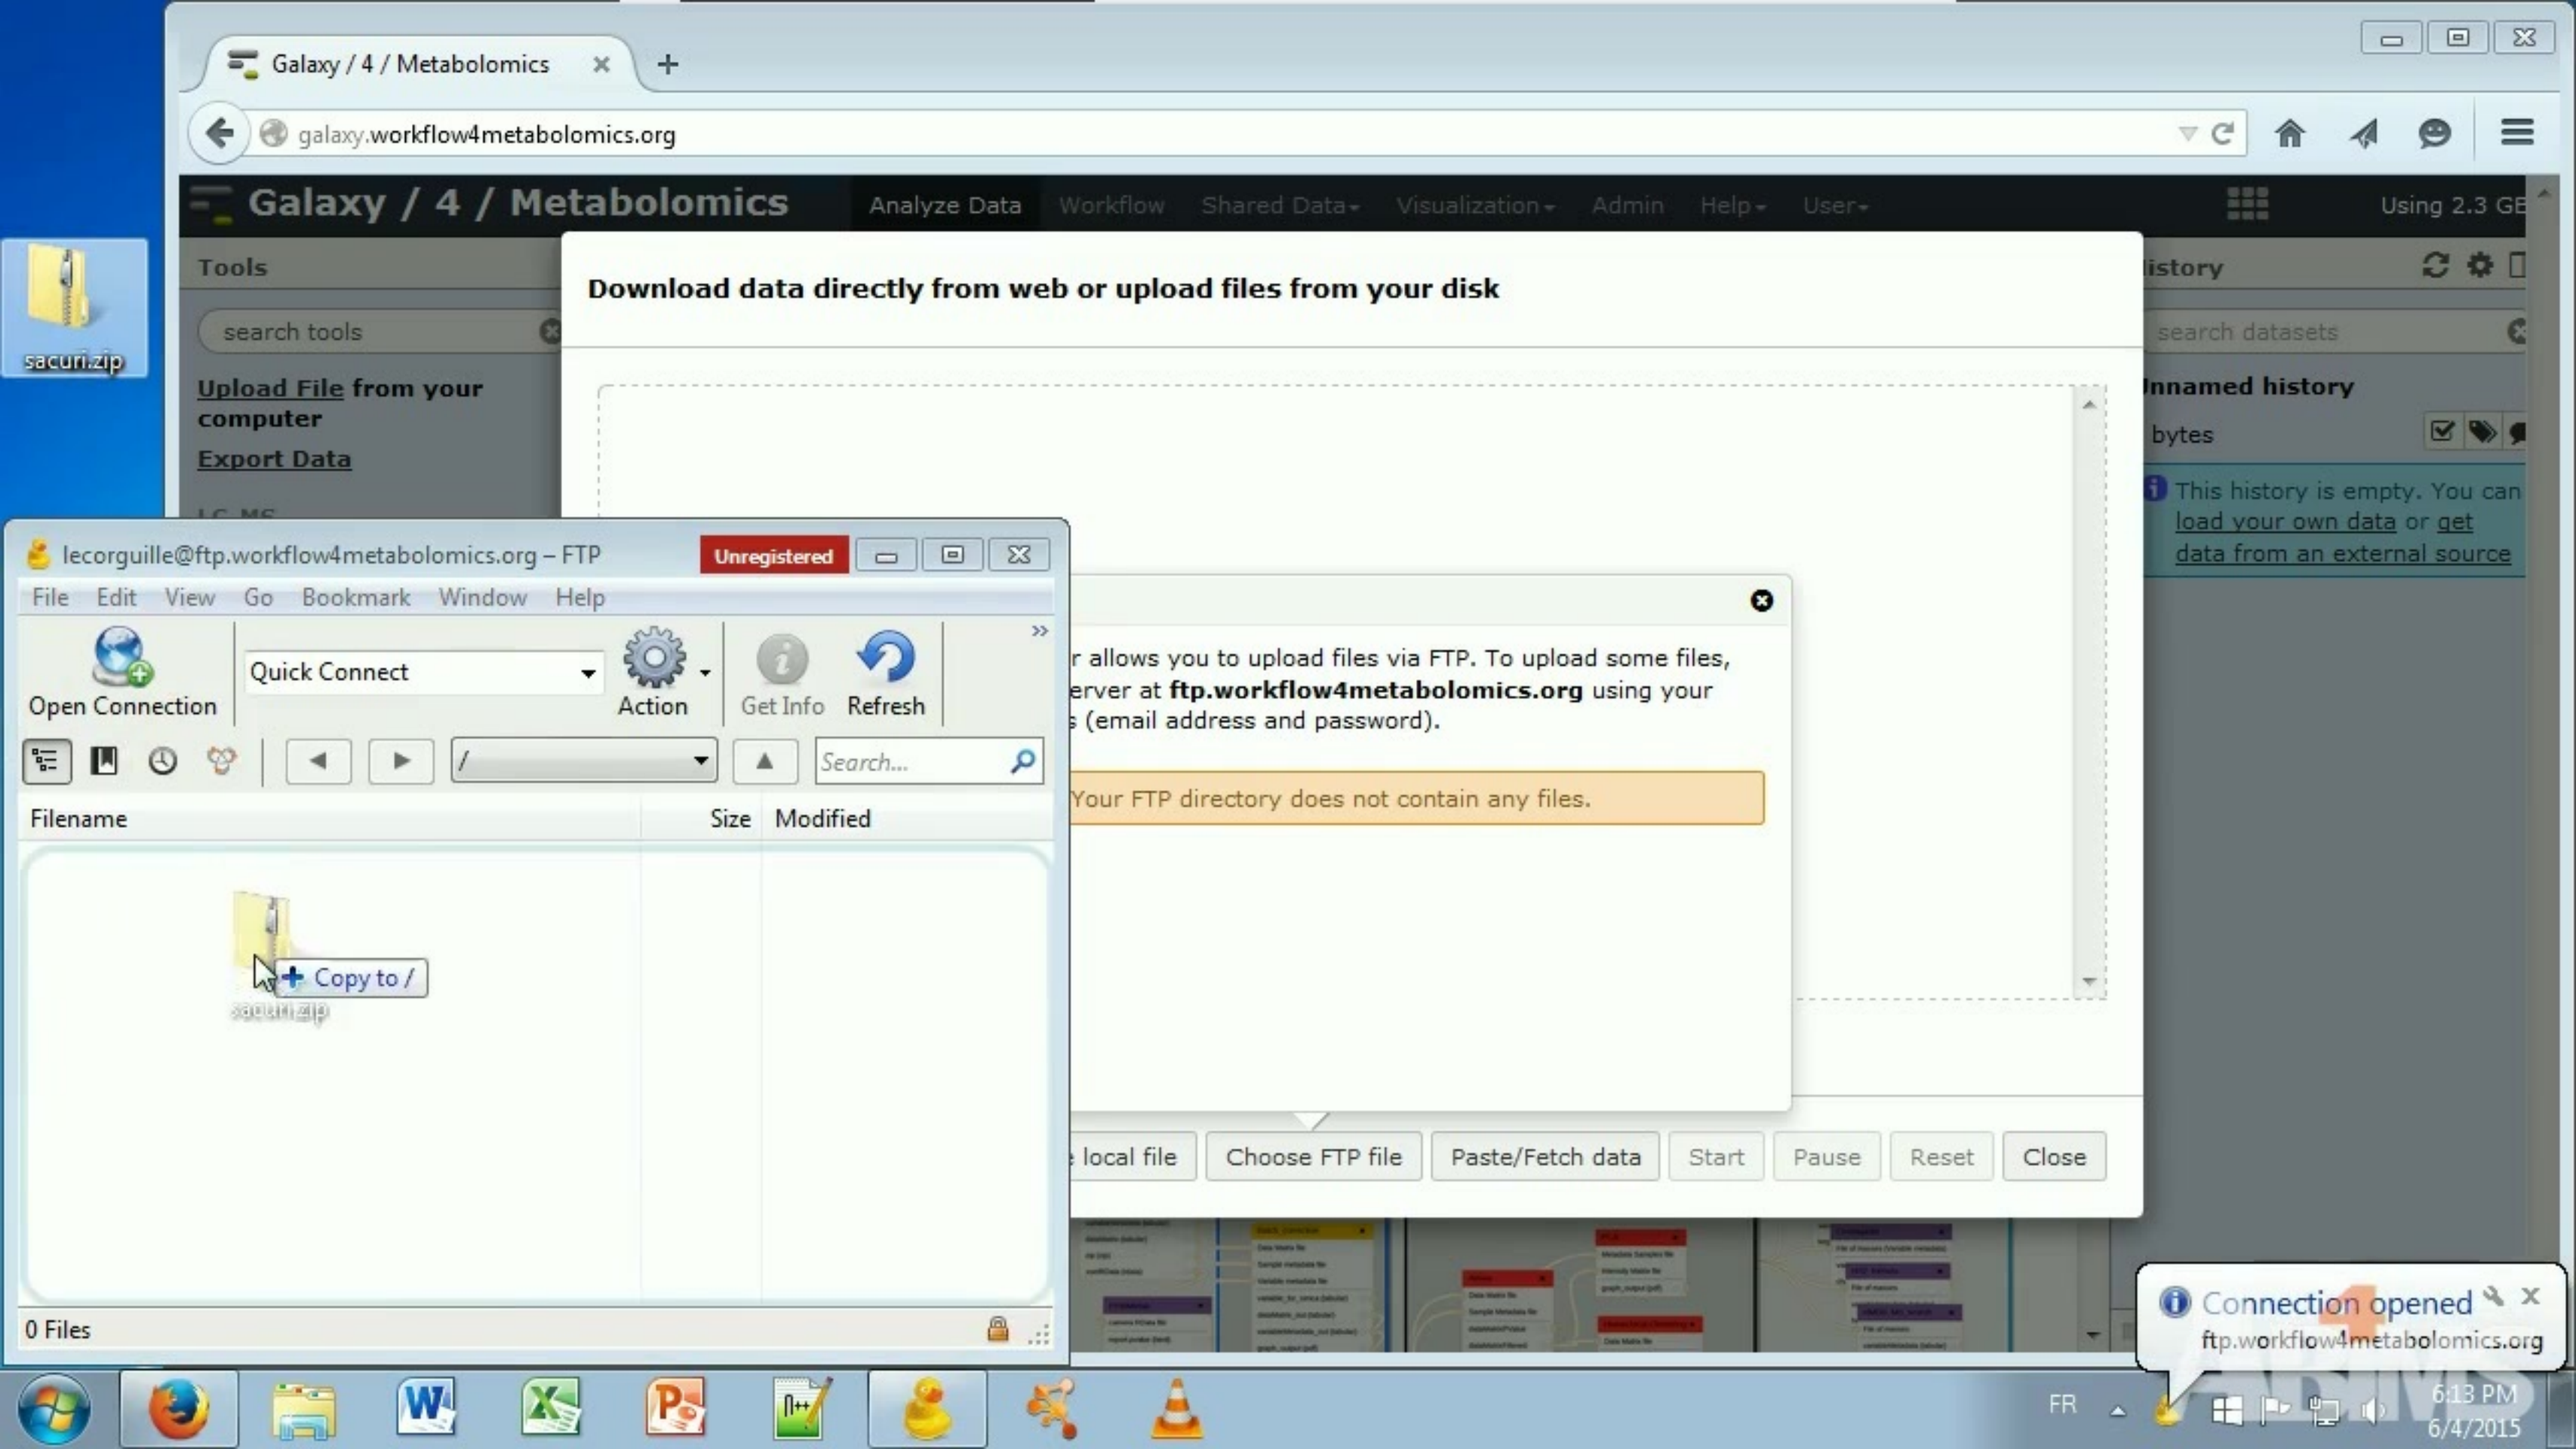 Galaxy / 4 / Metabolomics
galaxy.workflow4metabolomics.org
Galaxy / 4 / Metabolomics
Analyze Data
Workflow
Shared Data
Visualization
Admin
Help
User
Using 2.3 GB
sacuri.zip
Tools
search tools
Upload File from your
computer
Export Data
LC-MS
Download data directly from web or upload files from your disk
istory
search datasets
nnamed history
bytes
This history is empty. You can
load your own data or get
data from an external source
lecorguille@ftp.workflow4metabolomics.org – FTP
Unregistered
File
Edit
View
Go
Bookmark
Window
Help
Open Connection
Quick Connect
Action
Get Info
Refresh
/
Search...
Filename
Size
Modified
sacuri.zip
Copy to /
0 Files
r allows you to upload files via FTP. To upload some files,
erver at ftp.workflow4metabolomics.org using your
s (email address and password).
Your FTP directory does not contain any files.
local file
Choose FTP file
Paste/Fetch data
Start
Pause
Reset
Close
Connection opened
ftp.workflow4metabolomics.org
FR
6:13 PM
6/4/2015